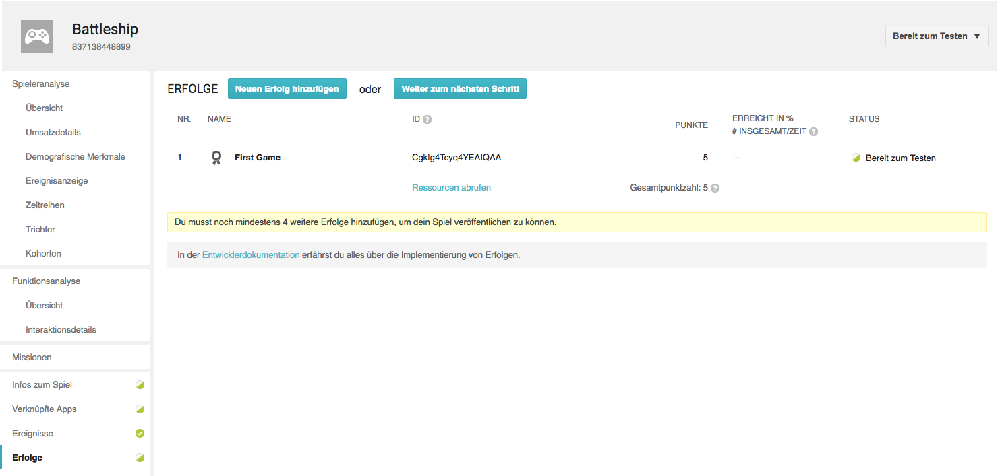 Battleship
837138448899
Bereit zum Testen ▼
Spieleranalyse
Übersicht
Umsatzdetails
Demografische Merkmale
Ereignisanzeige
Zeitreihen
Trichter
Kohorten
Funktionsanalyse
Übersicht
Interaktionsdetails
Missionen
Infos zum Spiel
Verknüpfte Apps
Ereignisse
Erfolge
ERFOLGE Neuen Erfolg hinzufügen oder Weiter zum nächsten Schritt
NR. NAME ID ? PUNKTE ERREICHT IN % STATUS
# INSGESAMT/ZEIT ?
1 First Game CgkIg4Tcyq4YEAIQAA 5 — Bereit zum Testen
Ressourcen abrufen Gesamtpunktzahl: 5 ?
Du musst noch mindestens 4 weitere Erfolge hinzufügen, um dein Spiel veröffentlichen zu können.
In der Entwicklerdokumentation erfährst du alles über die Implementierung von Erfolgen.